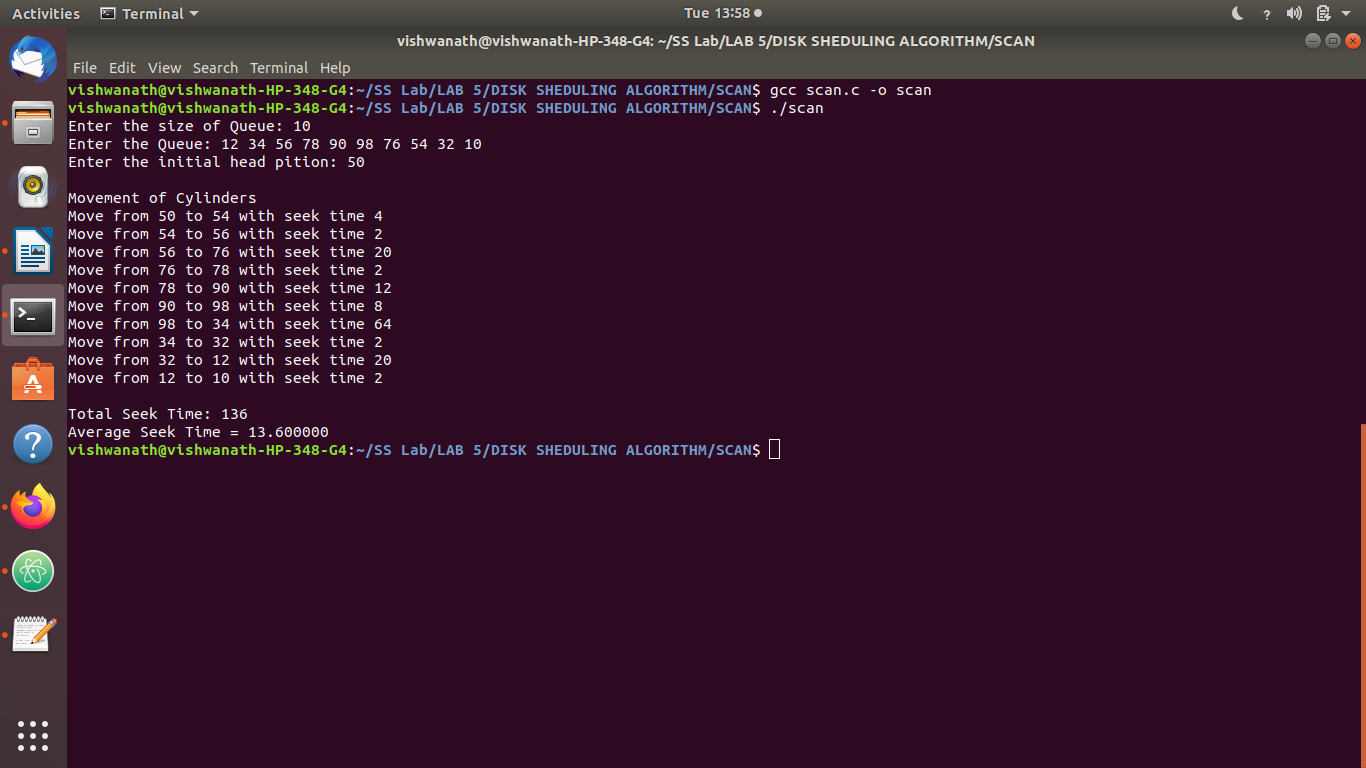 Activities Terminal Tue 13:58
vishwanath@vishwanath-HP-348-G4: ~/SS Lab/LAB 5/DISK SHEDULING ALGORITHM/SCAN
File Edit View Search Terminal Help
vishwanath@vishwanath-HP-348-G4:~/SS Lab/LAB 5/DISK SHEDULING ALGORITHM/SCAN$ gcc scan.c -o scan
vishwanath@vishwanath-HP-348-G4:~/SS Lab/LAB 5/DISK SHEDULING ALGORITHM/SCAN$ ./scan
Enter the size of Queue: 10
Enter the Queue: 12 34 56 78 90 98 76 54 32 10
Enter the initial head pition: 50
Movement of Cylinders
Move from 50 to 54 with seek time 4
Move from 54 to 56 with seek time 2
Move from 56 to 76 with seek time 20
Move from 76 to 78 with seek time 2
Move from 78 to 90 with seek time 12
Move from 90 to 98 with seek time 8
Move from 98 to 34 with seek time 64
Move from 34 to 32 with seek time 2
Move from 32 to 12 with seek time 20
Move from 12 to 10 with seek time 2
Total Seek Time: 136
Average Seek Time = 13.600000
vishwanath@vishwanath-HP-348-G4:~/SS Lab/LAB 5/DISK SHEDULING ALGORITHM/SCAN$